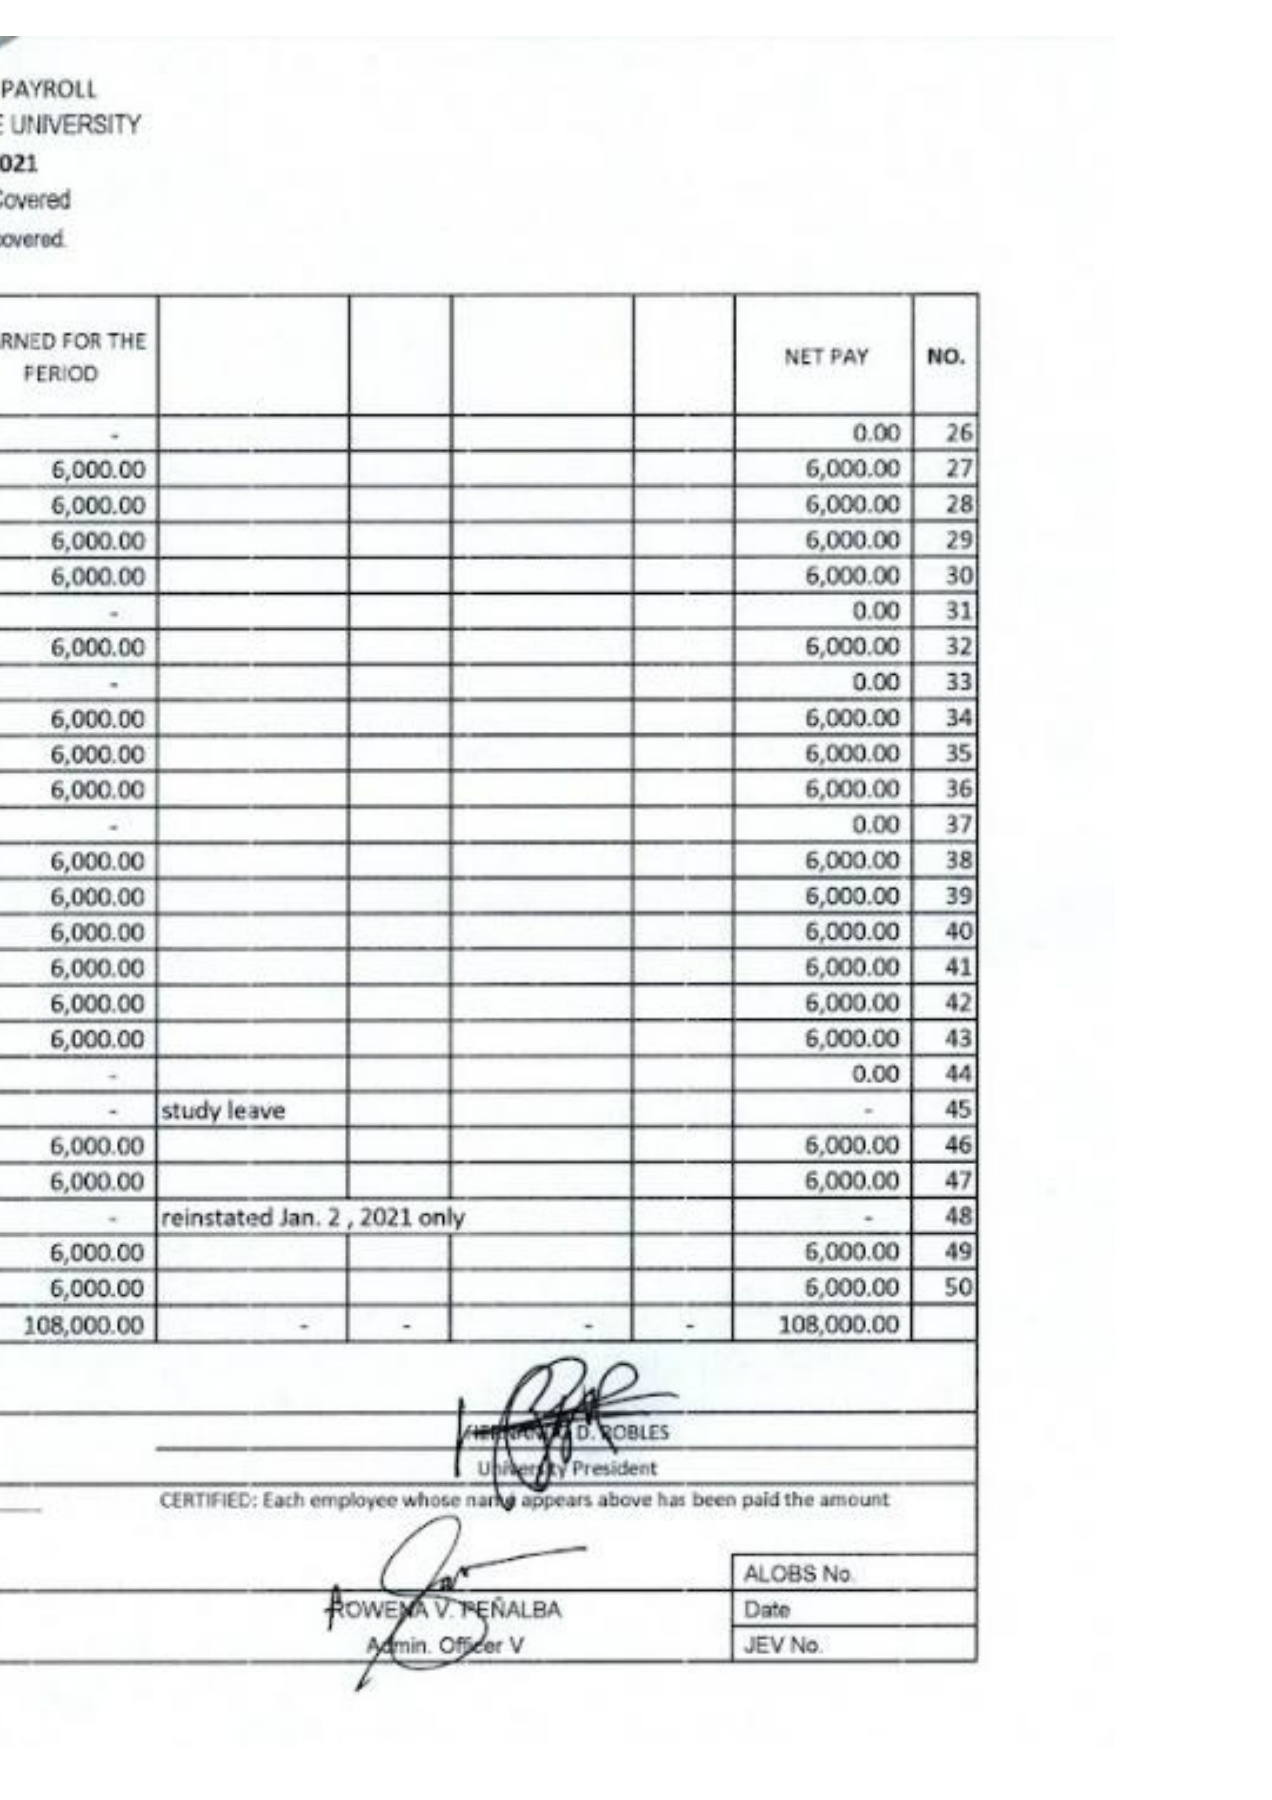 PAYROLL
E UNIVERSITY
021
Covered
covered.
RNED FOR THE PERIOD NET PAY NO.
- 0.00 26
6,000.00 6,000.00 27
6,000.00 6,000.00 28
6,000.00 6,000.00 29
6,000.00 6,000.00 30
- 0.00 31
6,000.00 6,000.00 32
- 0.00 33
6,000.00 6,000.00 34
6,000.00 6,000.00 35
6,000.00 6,000.00 36
- 0.00 37
6,000.00 6,000.00 38
6,000.00 6,000.00 39
6,000.00 6,000.00 40
6,000.00 6,000.00 41
6,000.00 6,000.00 42
6,000.00 6,000.00 43
- 0.00 44
- study leave - 45
6,000.00 6,000.00 46
6,000.00 6,000.00 47
- reinstated Jan. 2 , 2021 only - 48
6,000.00 6,000.00 49
6,000.00 6,000.00 50
108,000.00 - - - - 108,000.00
D. ROBLES
University President
CERTIFIED: Each employee whose name appears above has been paid the amount
ALOBS No.
ROWENA V. PEÑALBA Date
Admin. Officer V JEV No.